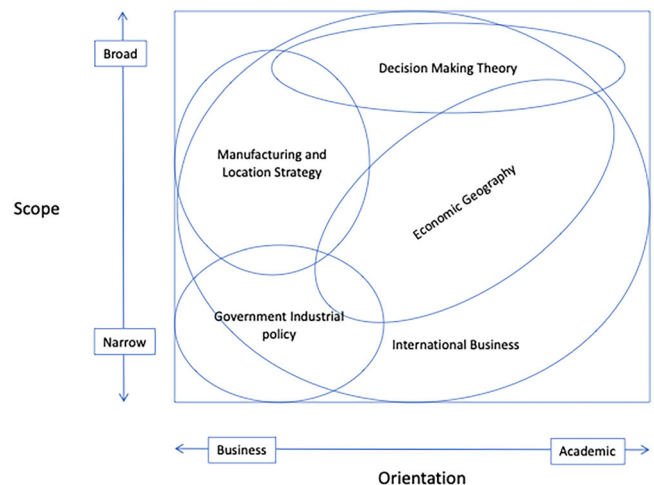 Broad
Decision Making Theory
Manufacturing and
Location Strategy
Economic Geography
Scope
Government Industrial
policy
Narrow
International Business
Business
Academic
Orientation